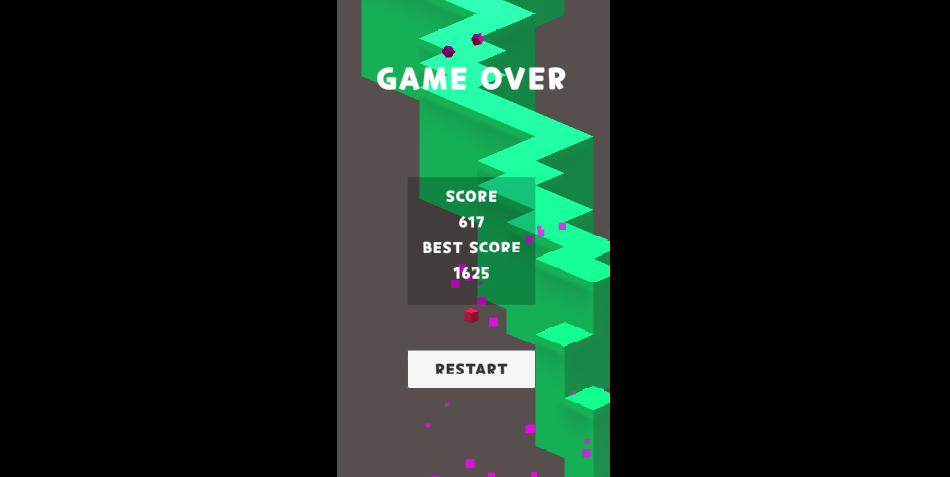 GAME OVER
SCORE
617
BEST SCORE
1625
RESTART